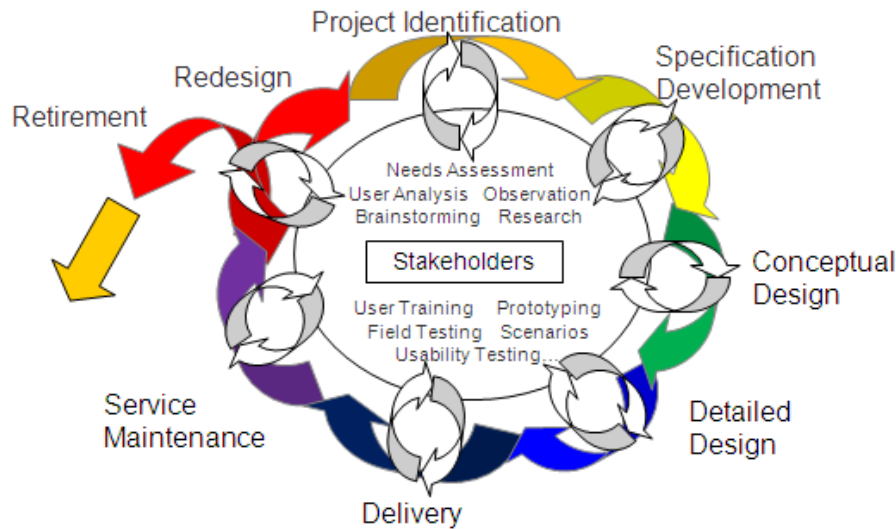 Project Identification
Specification
Development
Redesign
Retirement
Needs Assessment
User Analysis Observation
Brainstorming Research
Stakeholders
User Training Prototyping
Field Testing Scenarios
Usability Testing...
Conceptual
Design
Detailed
Design
Service
Maintenance
Delivery